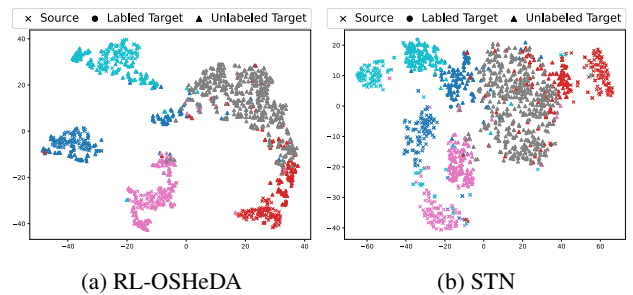 Source Labled Target Unlabeled Target
40
20
0
−20
−40
−40 −20 0 20 40
(a) RL-OSHeDA
Source Labled Target Unlabeled Target
20
10
0
−10
−20
−30
−40
−60 −40 −20 0 20 40 60
(b) STN